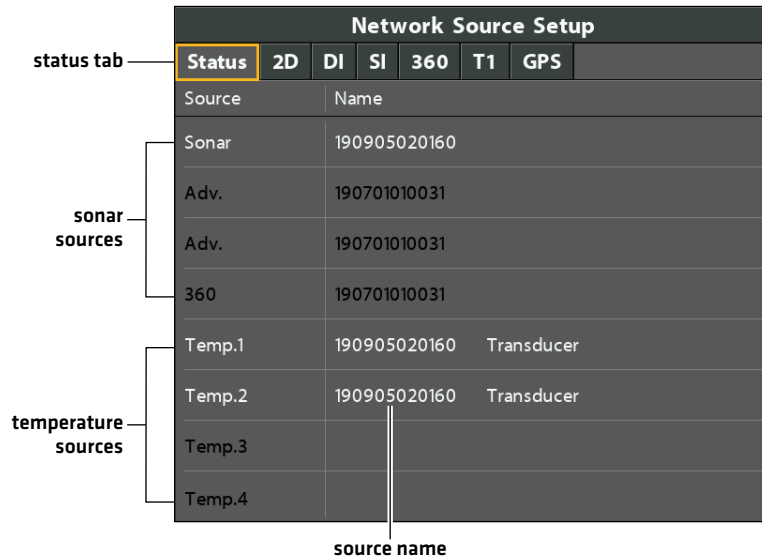 Network Source Setup
status tab
Status 2D DI SI 360 T1 GPS
Source Name
Sonar 190905020160
Adv. 190701010031
sonar
sources
Adv. 190701010031
360 190701010031
Temp.1 190905020160 Transducer
Temp.2 190905020160 Transducer
temperature
sources
Temp.3
Temp.4
source name